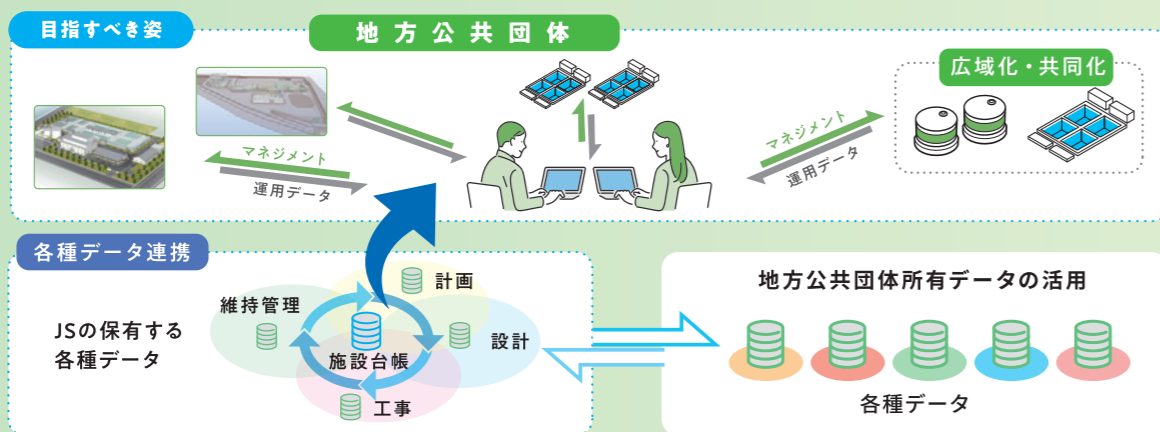 目指すべき姿
地方公共団体
広域化・共同化
マネジメント
運用データ
マネジメント
運用データ
各種データ連携
JSの保有する
各種データ
計画
維持管理
設計
施設台帳
工事
地方公共団体所有データの活用
各種データ